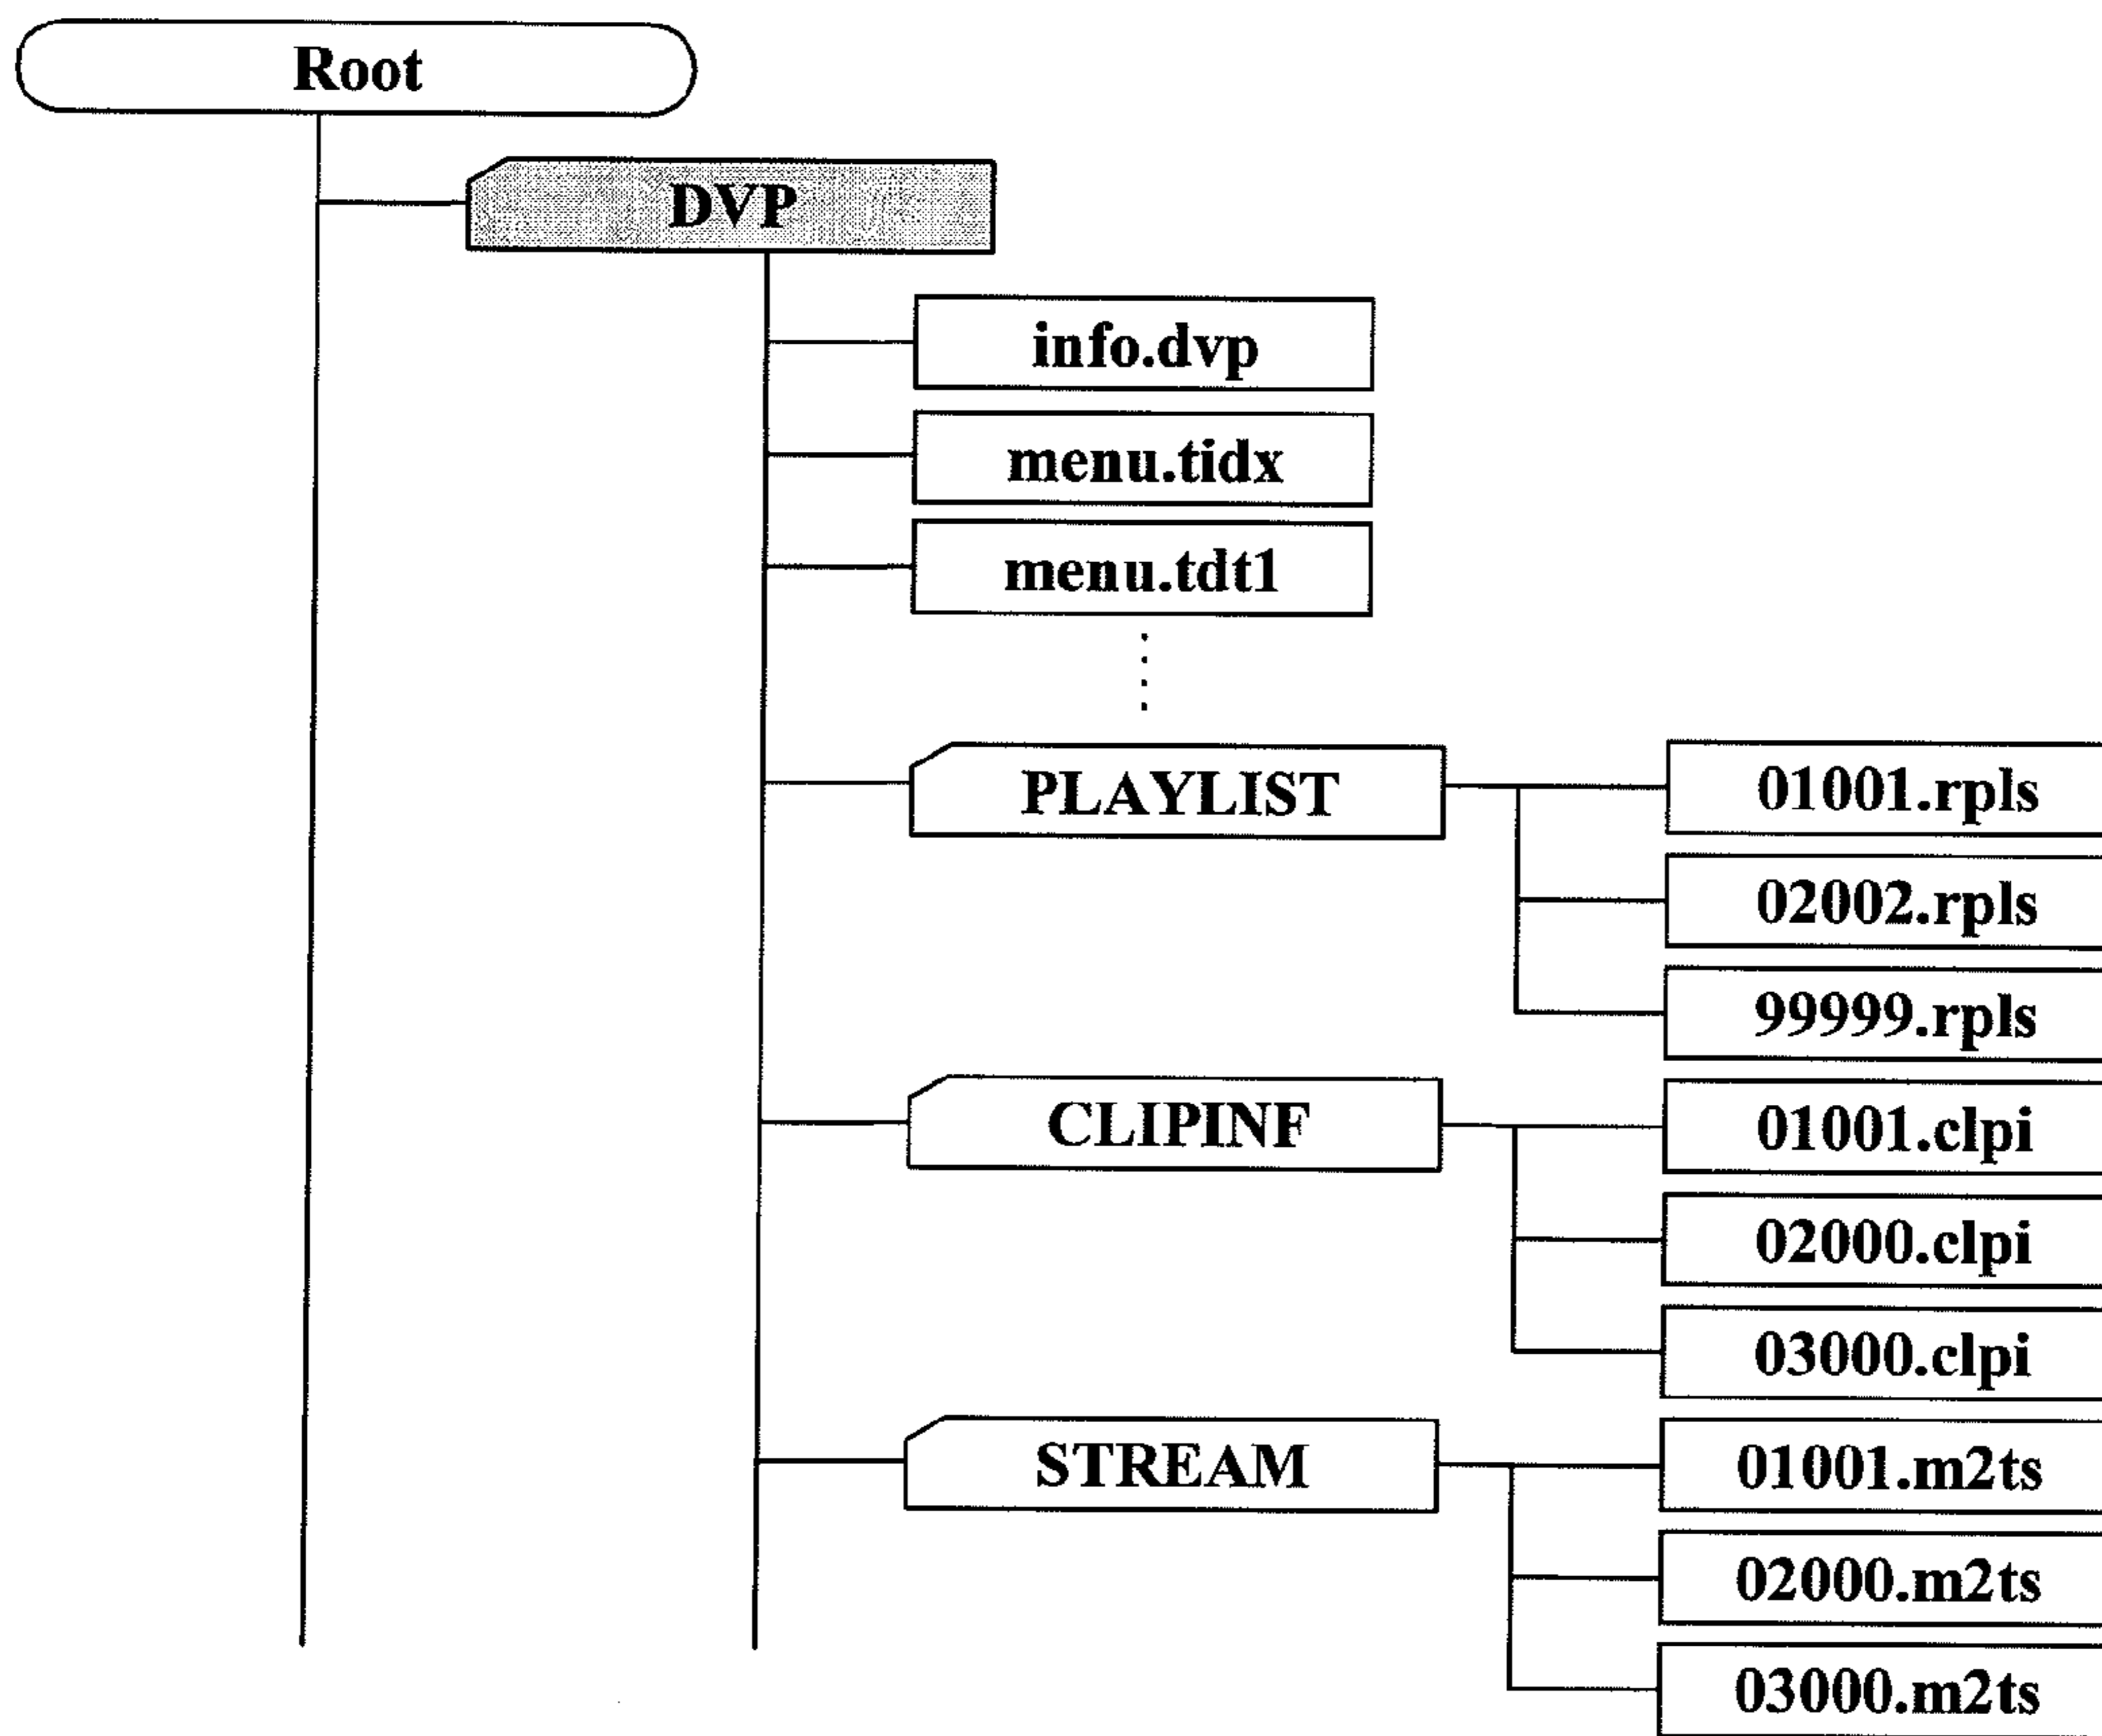 Root
DVP
info.dvp
menu.tidx
menu.tdt1
PLAYLIST
01001.rpls
02002.rpls
99999.rpls
CLIPINF
01001.clpi
02000.clpi
03000.clpi
STREAM
01001.m2ts
02000.m2ts
03000.m2ts